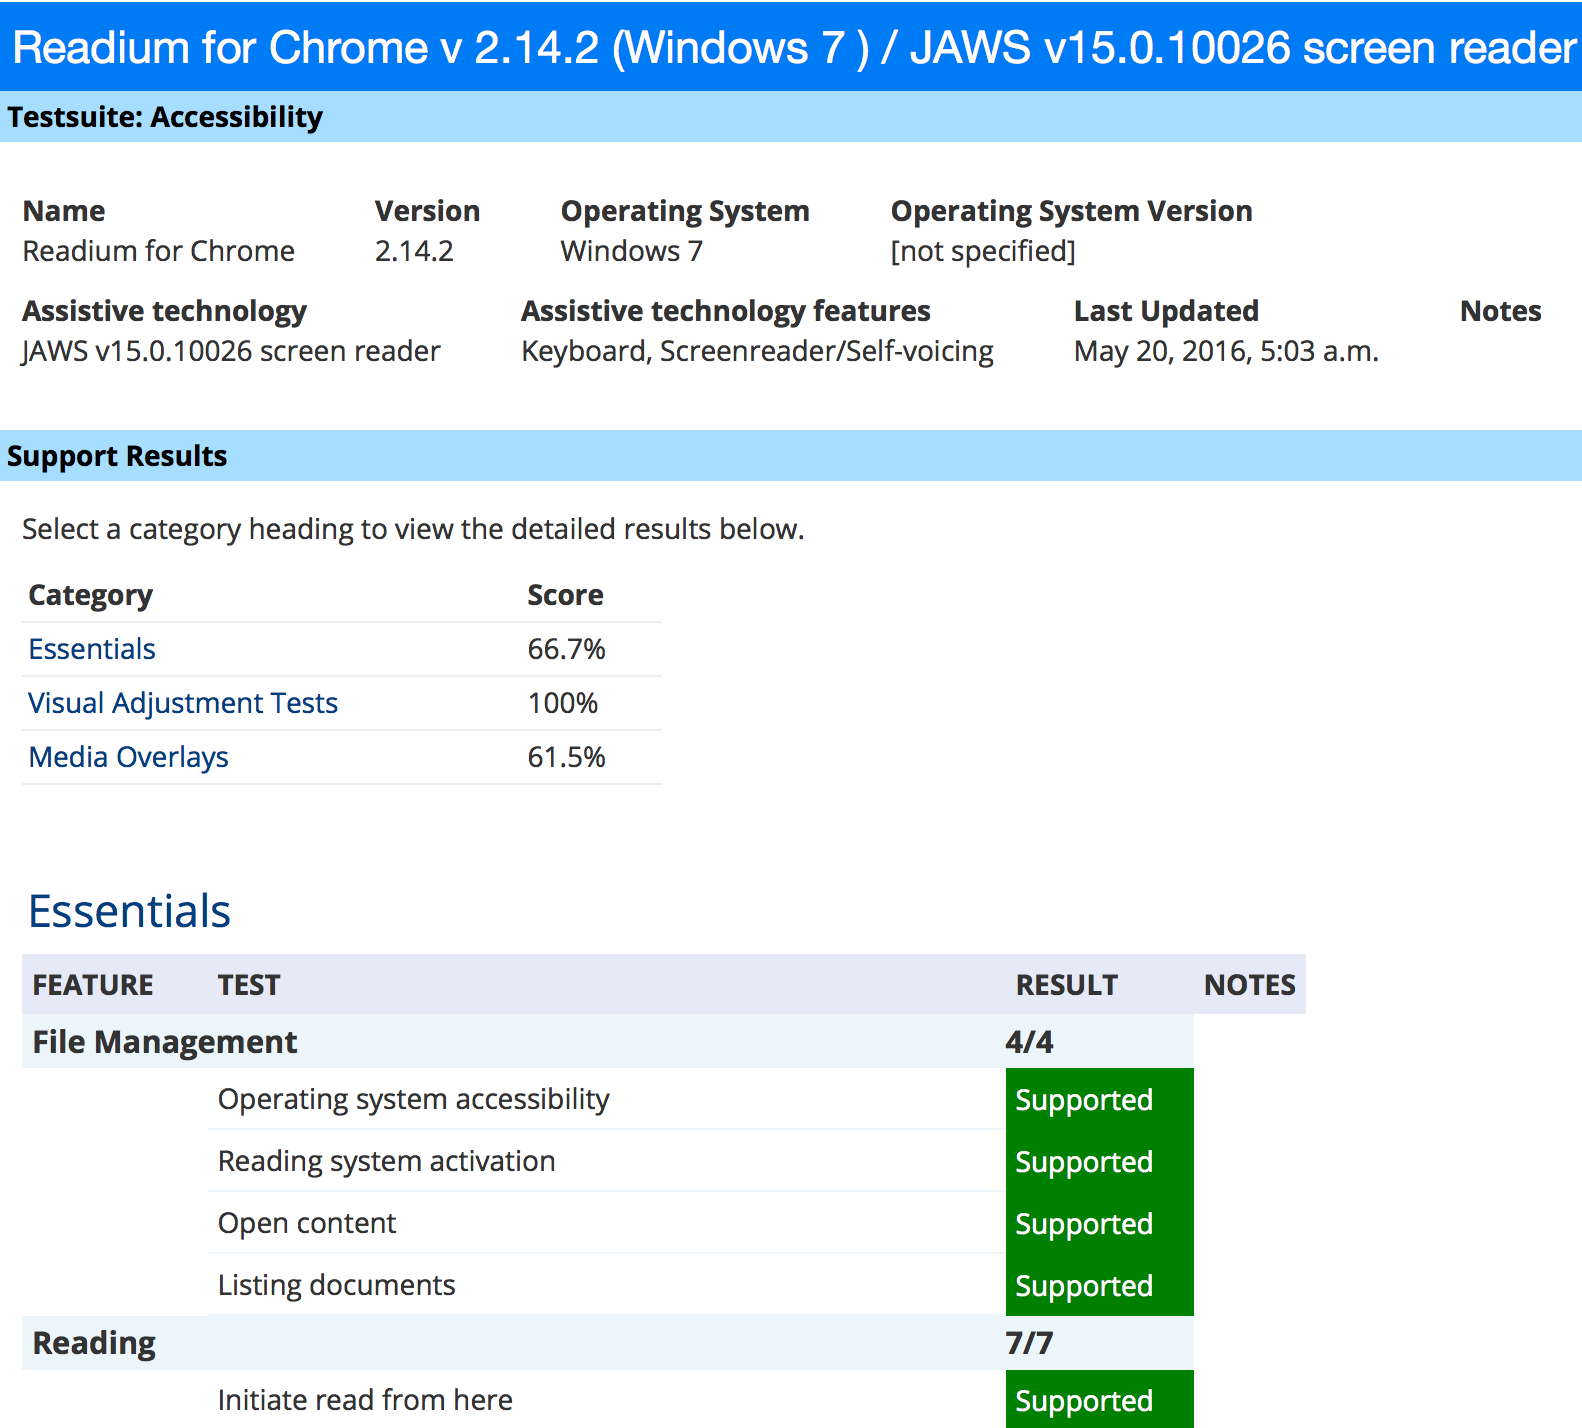 Readium for Chrome v 2.14.2 (Windows 7 ) / JAWS v15.0.10026 screen reader
Testsuite: Accessibility
Name Version Operating System Operating System Version
Readium for Chrome 2.14.2 Windows 7 [not specified]
Assistive technology Assistive technology features Last Updated Notes
JAWS v15.0.10026 screen reader Keyboard, Screenreader/Self-voicing May 20, 2016, 5:03 a.m.
Support Results
Select a category heading to view the detailed results below.
Category Score
Essentials 66.7%
Visual Adjustment Tests 100%
Media Overlays 61.5%
Essentials
FEATURE TEST RESULT NOTES
File Management 4/4
Operating system accessibility Supported
Reading system activation Supported
Open content Supported
Listing documents Supported
Reading 7/7
Initiate read from here Supported